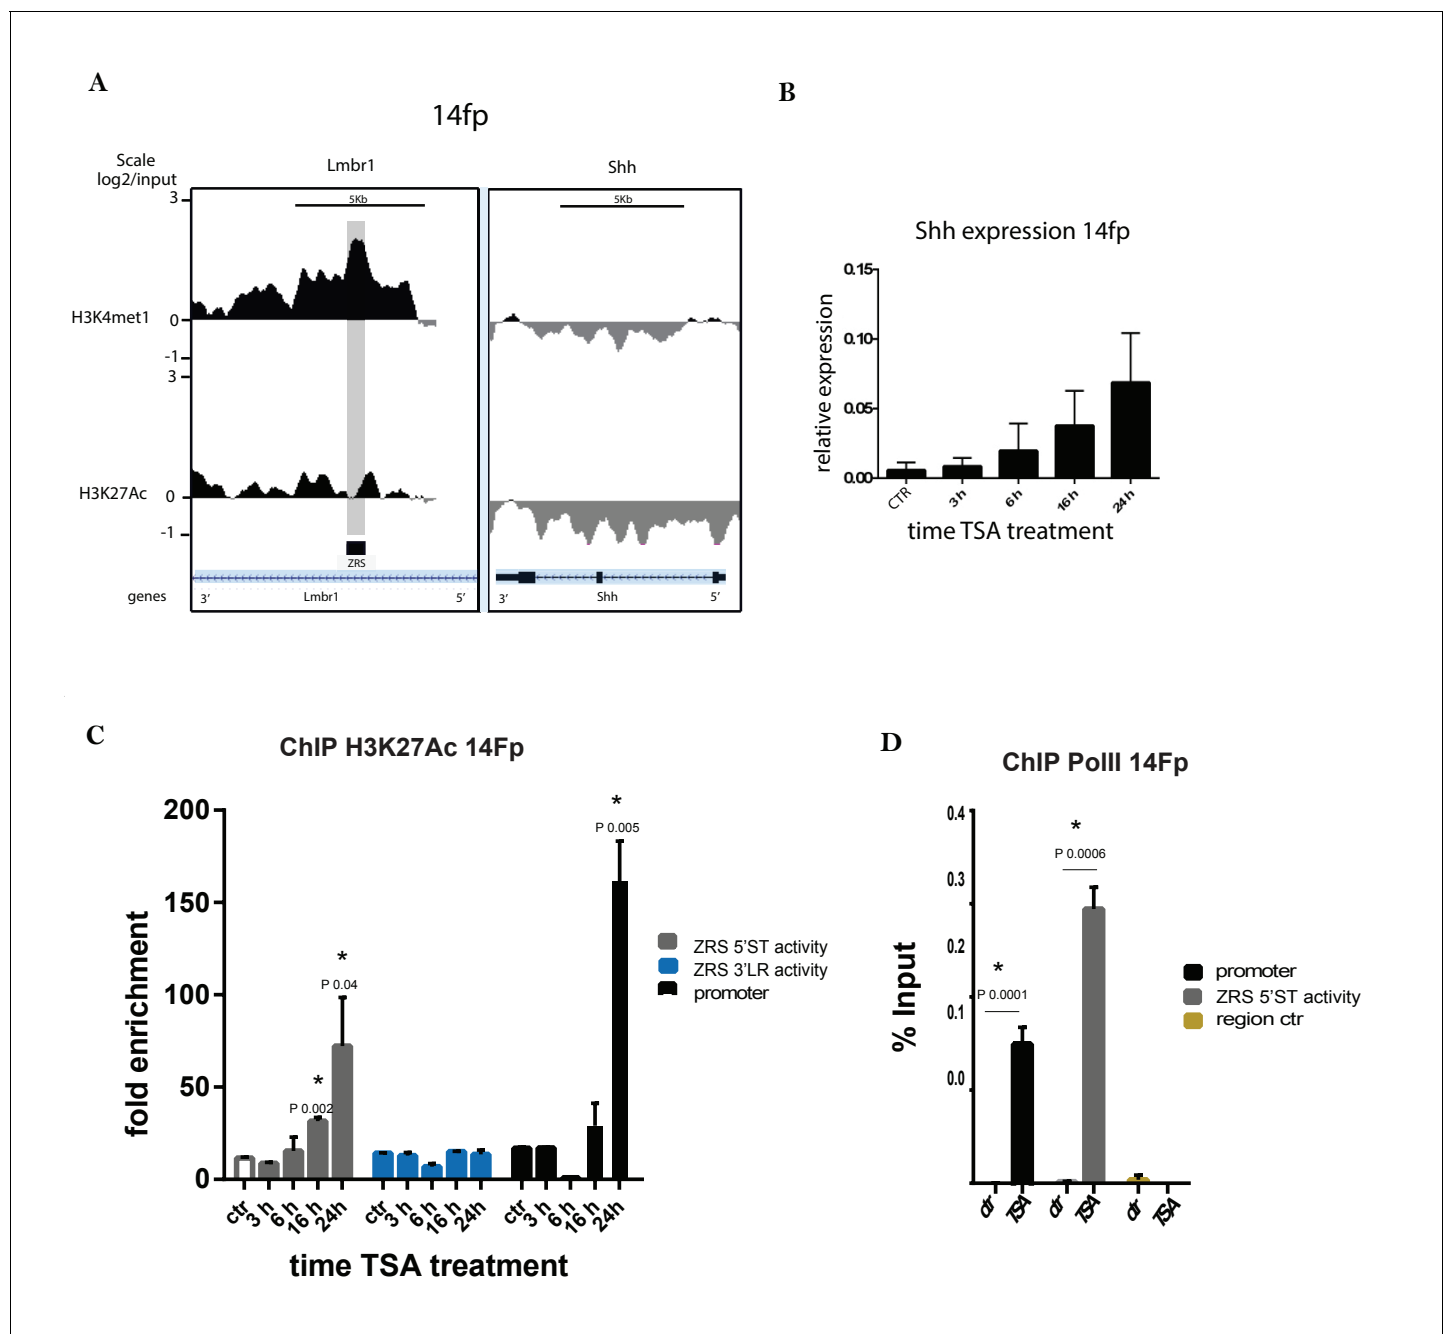 A
14fp
Scale
log2/input
Lmbr1
Shh
3
5Kb
5Kb
H3K4met1
0
-1
3
H3K27Ac
0
-1
ZRS
genes
3’ Lmbr1 5’
3’ Shh 5’
B
Shh expression 14fp
relative expression
0.15
0.10
0.05
0.00
CTR 3 h 6 h 16 h 24 h
time TSA treatment
C
ChIP H3K27Ac 14Fp
fold enrichment
200
150
100
50
0
*
P 0.002
*
P 0.04
*
P 0.005
ctr 3 h 6 h 16 h 24h
ctr 3 h 6 h 16 h 24h
ctr 3 h 6 h 16 h 24h
time TSA treatment
ZRS 5’ST activity
ZRS 3’LR activity
promoter
D
ChIP PolII 14Fp
% Input
0.4
0.3
0.2
0.1
0.0
*
P 0.0001
*
P 0.0006
ctr TSA ctr TSA ctr TSA
promoter
ZRS 5’ST activity
region ctr